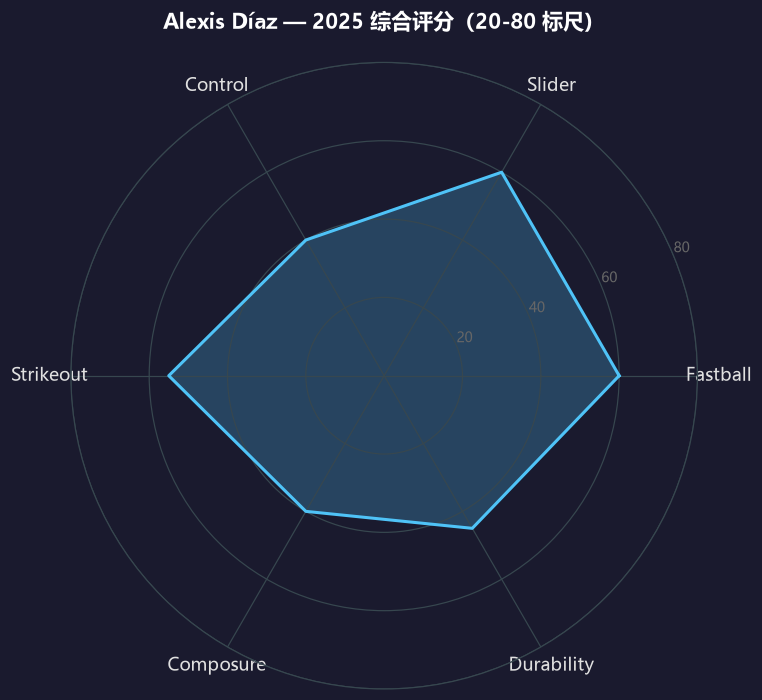 Alexis Díaz — 2025 综合评分（20-80 标尺）
Control
Slider
80
60
40
20
Strikeout
Fastball
Composure
Durability